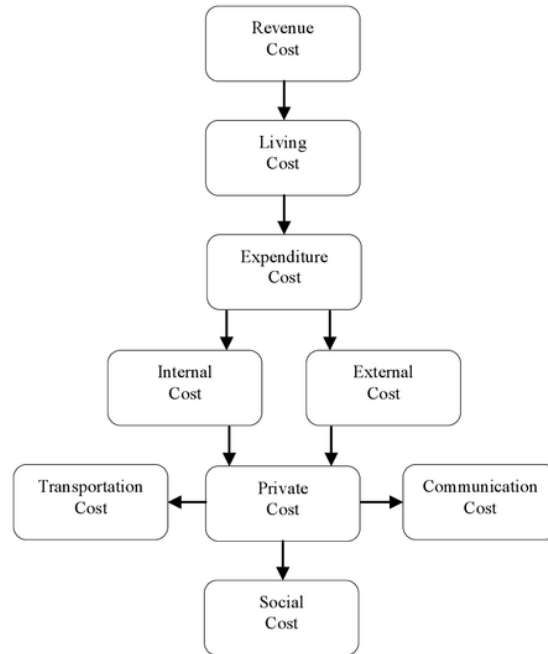 Revenue
Cost
Living
Cost
Expenditure
Cost
Internal
Cost
External
Cost
Transportation
Cost
Private
Cost
Communication
Cost
Social
Cost